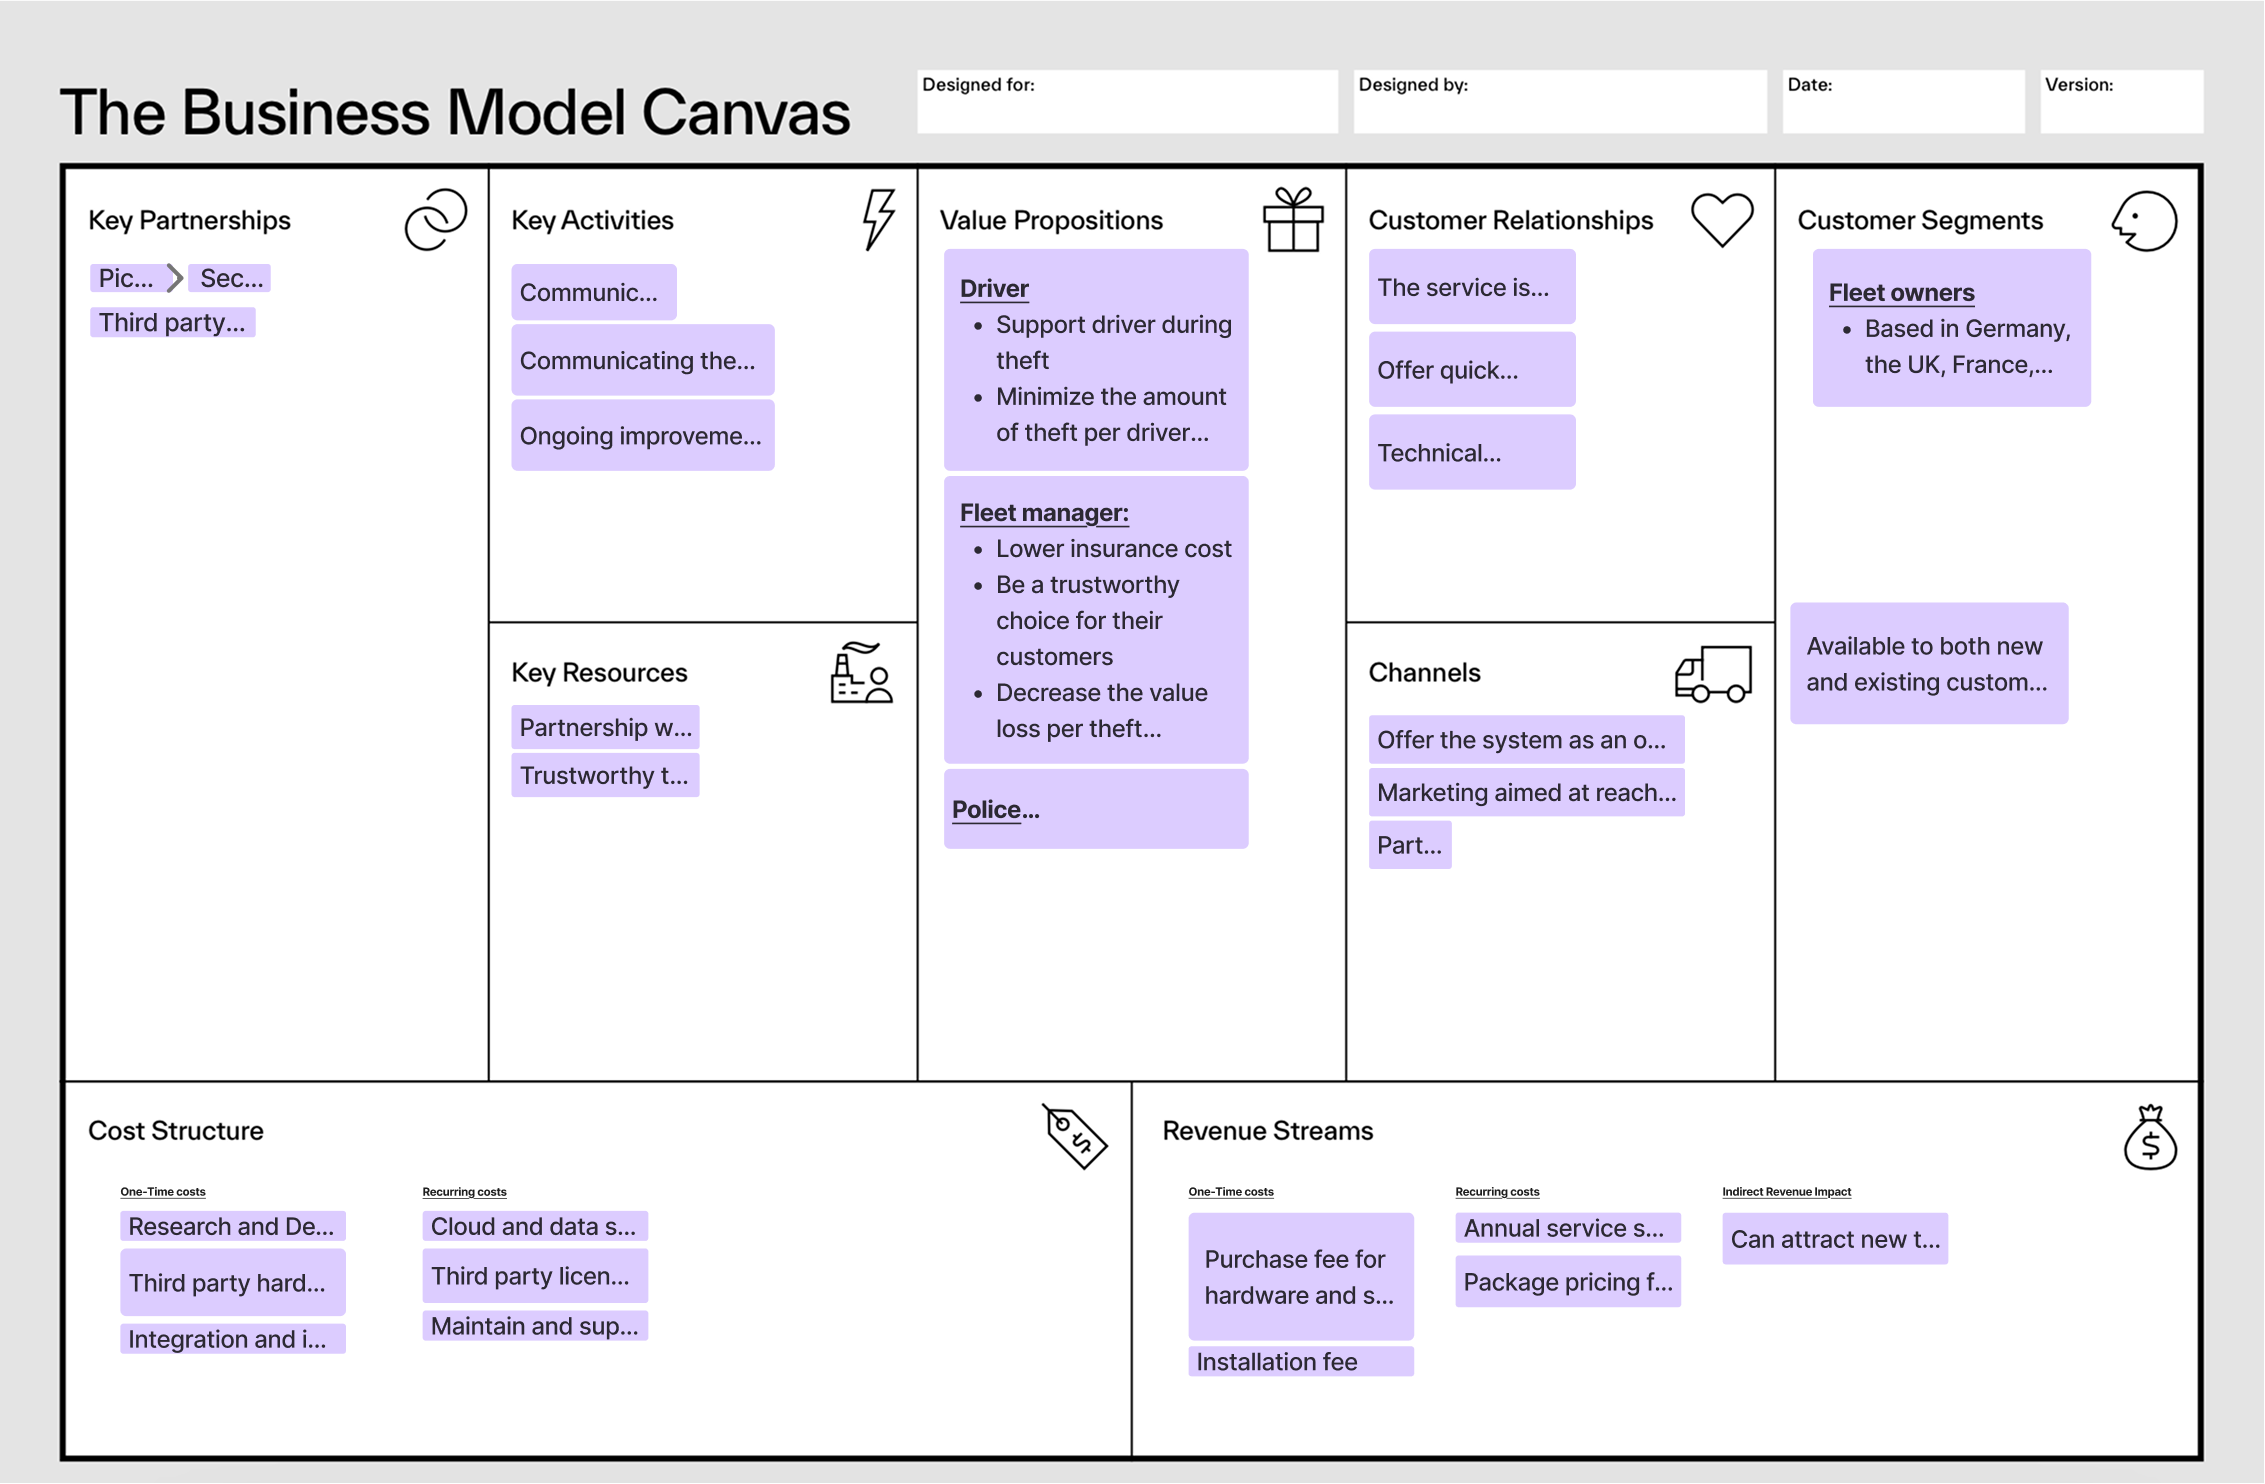 The Business Model Canvas
Designed for:
Designed by:
Date:
Version:
Key Partnerships
Pic...
Sec...
Third party...
Key Activities
Communic...
Communicating the...
Ongoing improveme...
Key Resources
Partnership w...
Trustworthy t...
Value Propositions
Driver
• Support driver during
theft
• Minimize the amount
of theft per driver...
Fleet manager:
• Lower insurance cost
• Be a trustworthy
choice for their
customers
• Decrease the value
loss per theft...
Police...
Customer Relationships
The service is...
Offer quick...
Technical...
Channels
Offer the system as an o...
Marketing aimed at reach...
Part...
Customer Segments
Fleet owners
• Based in Germany,
the UK, France,...
Available to both new
and existing custom...
Cost Structure
One-Time costs
Research and De...
Third party hard...
Integration and i...
Recurring costs
Cloud and data s...
Third party licen...
Maintain and sup...
Revenue Streams
One-Time costs
Purchase fee for
hardware and s...
Installation fee
Recurring costs
Annual service s...
Package pricing f...
Indirect Revenue Impact
Can attract new t...